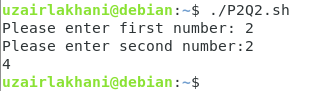 uzairlakhani@debian:~$ ./P2Q2.sh
Please enter first number: 2
Please enter second number:2
4
uzairlakhani@debian:~$